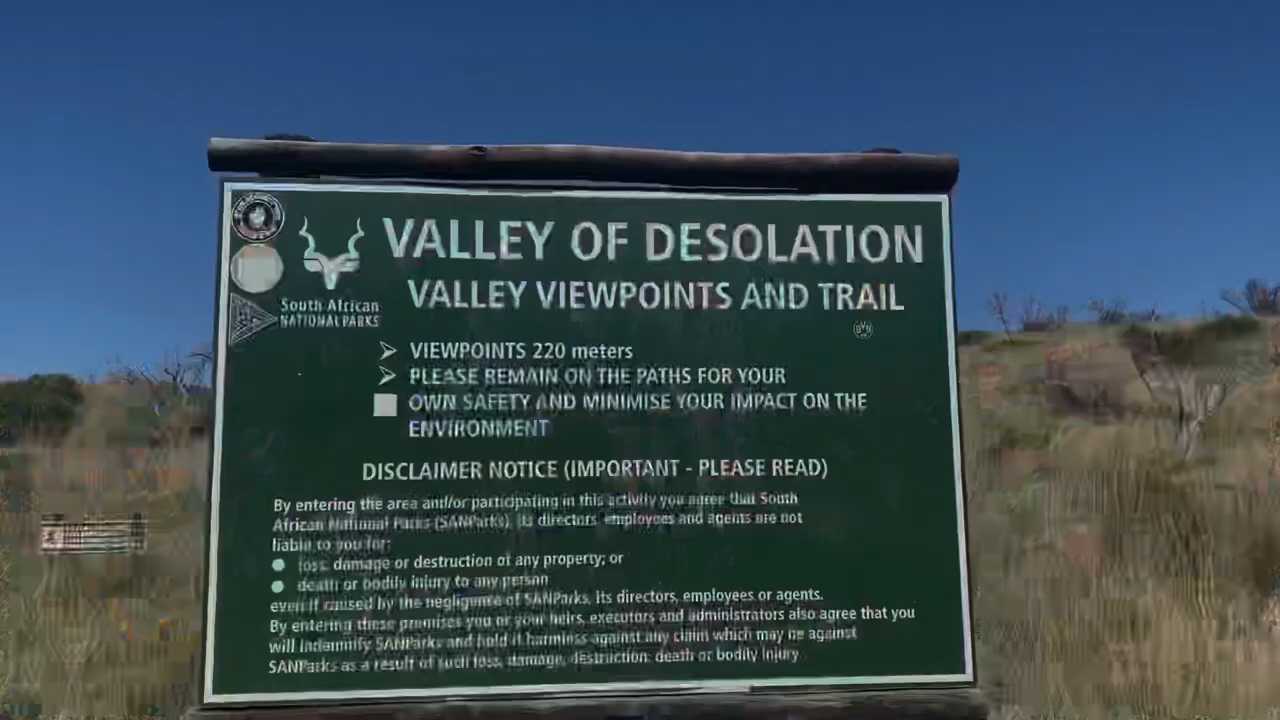 VALLEY OF DESOLATION
VALLEY VIEWPOINTS AND TRAIL
South African
NATIONAL PARKS
VIEWPOINTS 220 meters
PLEASE REMAIN ON THE PATHS FOR YOUR
OWN SAFETY AND MINIMISE YOUR IMPACT ON THE
ENVIRONMENT
DISCLAIMER NOTICE (IMPORTANT - PLEASE READ)
By entering the area and/or participating in this activity you agree that South
African National Parks (SANParks), its directors' employees and agents are not
liable to you for:
loss, damage or destruction of any property; or
death or bodily injury to any person
even if caused by the negligence of SANParks, its directors, employees or agents.
By entering these premises you or your heirs, executors and administrators also agree that you
will indemnify SANParks and hold it harmless against any claim which may be against
SANParks as a result of such loss, damage, destruction, death or bodily injury.